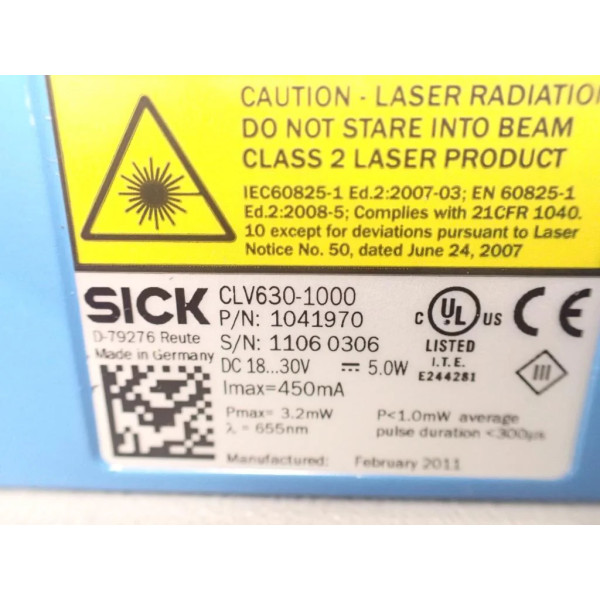 CAUTION - LASER RADIATIO
DO NOT STARE INTO BEAM
CLASS 2 LASER PRODUCT
IEC60825-1 Ed.2:2007-03; EN 60825-1
Ed.2:2008-5; Complies with 21CFR 1040.
10 except for deviations pursuant to Laser
Notice No. 50, dated June 24, 2007
SICK
D-79276 Reute
Made in Germany
CLV630-1000
P/N: 1041970
S/N: 1106 0306
DC 18...30V ⎓ 5.0W
Imax=450mA
c UL US
LISTED
I.T.E.
E244281
CE
III
Pmax= 3.2mW
λ = 655nm
P<1.0mW average
pulse duration <300µs
Manufactured: February 2011